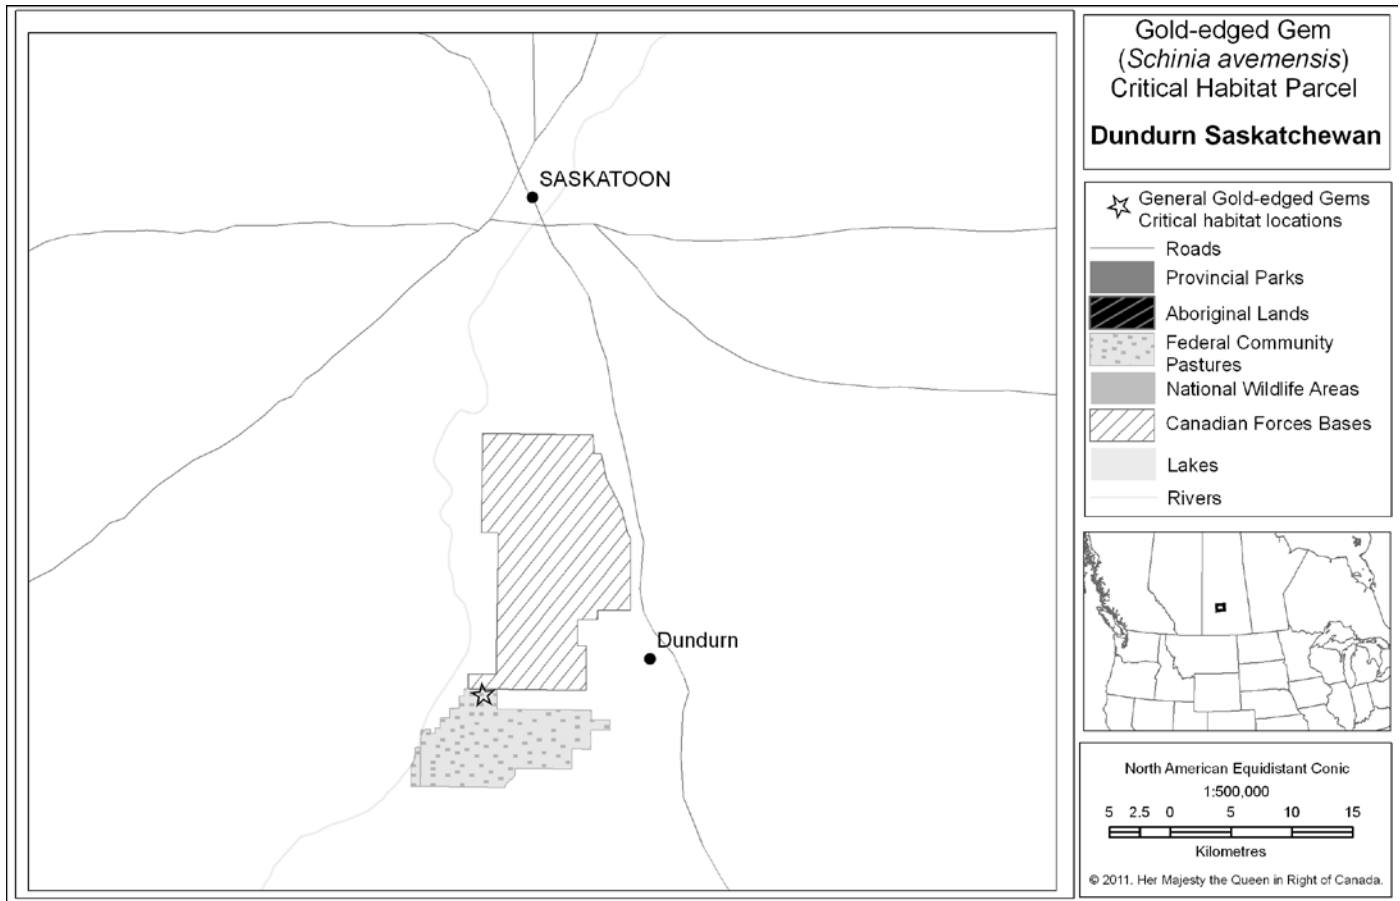 Gold-edged Gem
(Schinia avemensis)
Critical Habitat Parcel
Dundurn Saskatchewan
SASKATOON
Dundurn
General Gold-edged Gems
Critical habitat locations
Roads
Provincial Parks
Aboriginal Lands
Federal Community
Pastures
National Wildlife Areas
Canadian Forces Bases
Lakes
Rivers
North American Equidistant Conic
1:500,000
5 2.5 0 5 10 15
Kilometres
© 2011. Her Majesty the Queen in Right of Canada.